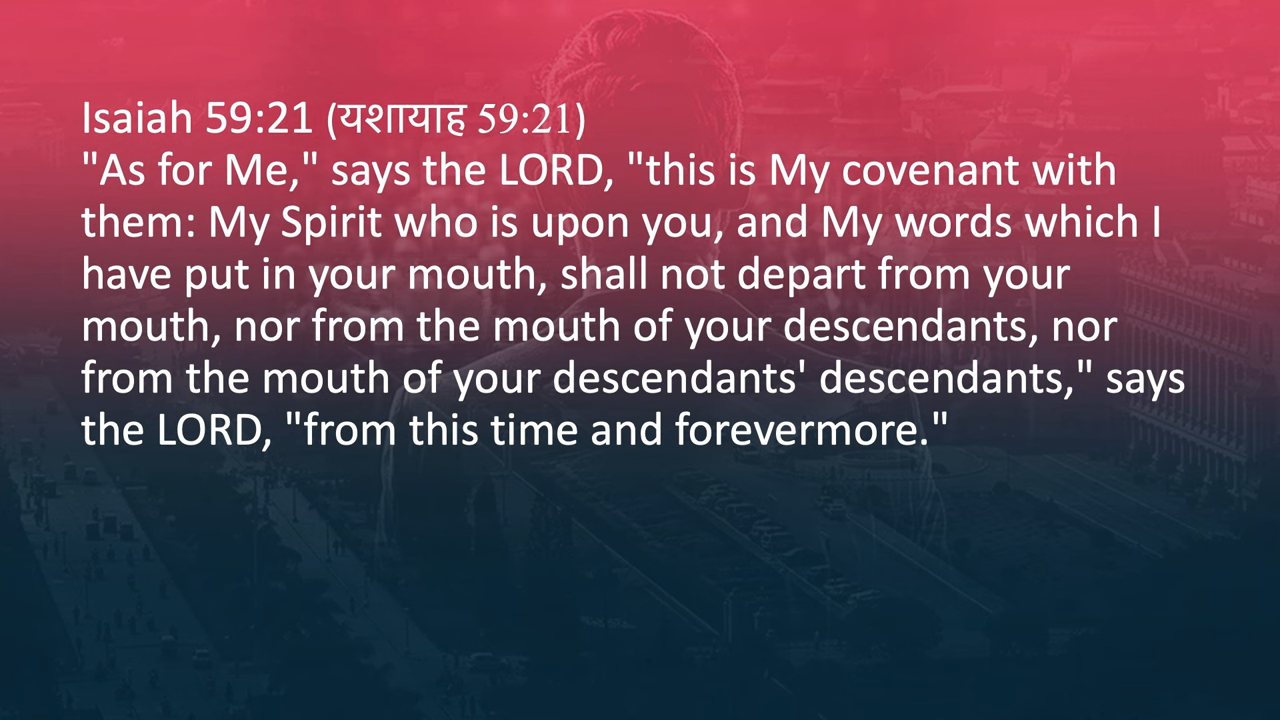 Isaiah 59:21 (यशायाह 59:21)
"As for Me," says the LORD, "this is My covenant with
them: My Spirit who is upon you, and My words which I
have put in your mouth, shall not depart from your
mouth, nor from the mouth of your descendants, nor
from the mouth of your descendants' descendants," says
the LORD, "from this time and forevermore."